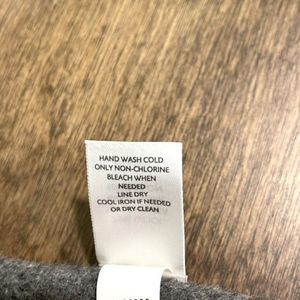 HAND WASH COLD
ONLY NON-CHLORINE
BLEACH WHEN
NEEDED
LINE DRY
COOL IRON IF NEEDED
OR DRY CLEAN